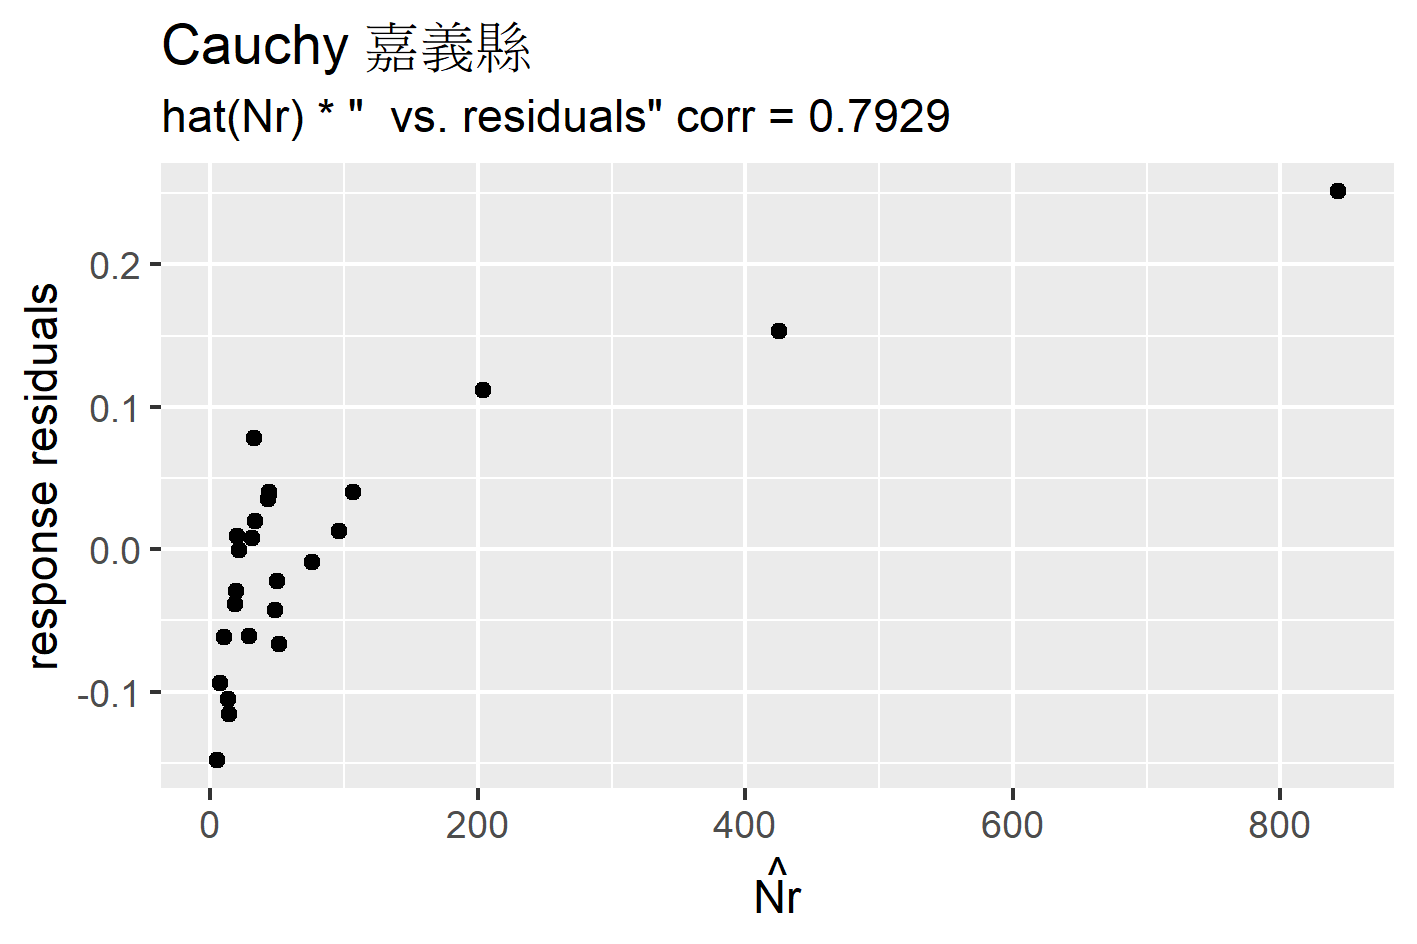 Cauchy 嘉義縣
hat(Nr) * "  vs. residuals" corr = 0.7929
response residuals
0.2
0.1
0.0
-0.1
0 200 400 600 800
N̂r